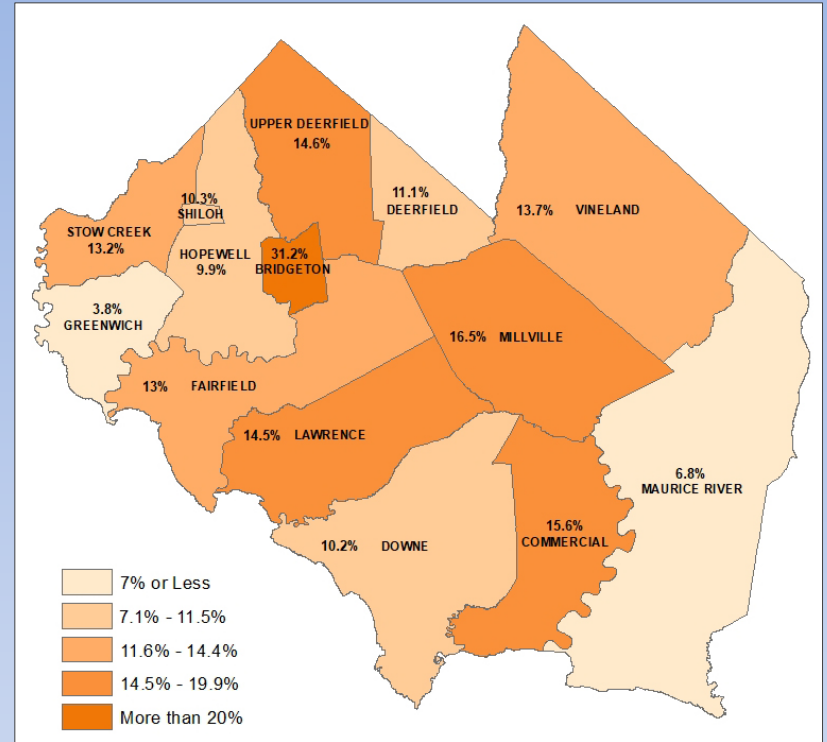 UPPER DEERFIELD
14.6%
11.1%
DEERFIELD
13.7% VINELAND
10.3%
SHILOH
STOW CREEK
13.2%
HOPEWELL
9.9%
31.2%
BRIDGETON
3.8%
GREENWICH
16.5% MILLVILLE
13% FAIRFIELD
14.5% LAWRENCE
6.8%
MAURICE RIVER
15.6%
COMMERCIAL
10.2% DOWNE
7% or Less
7.1% - 11.5%
11.6% - 14.4%
14.5% - 19.9%
More than 20%